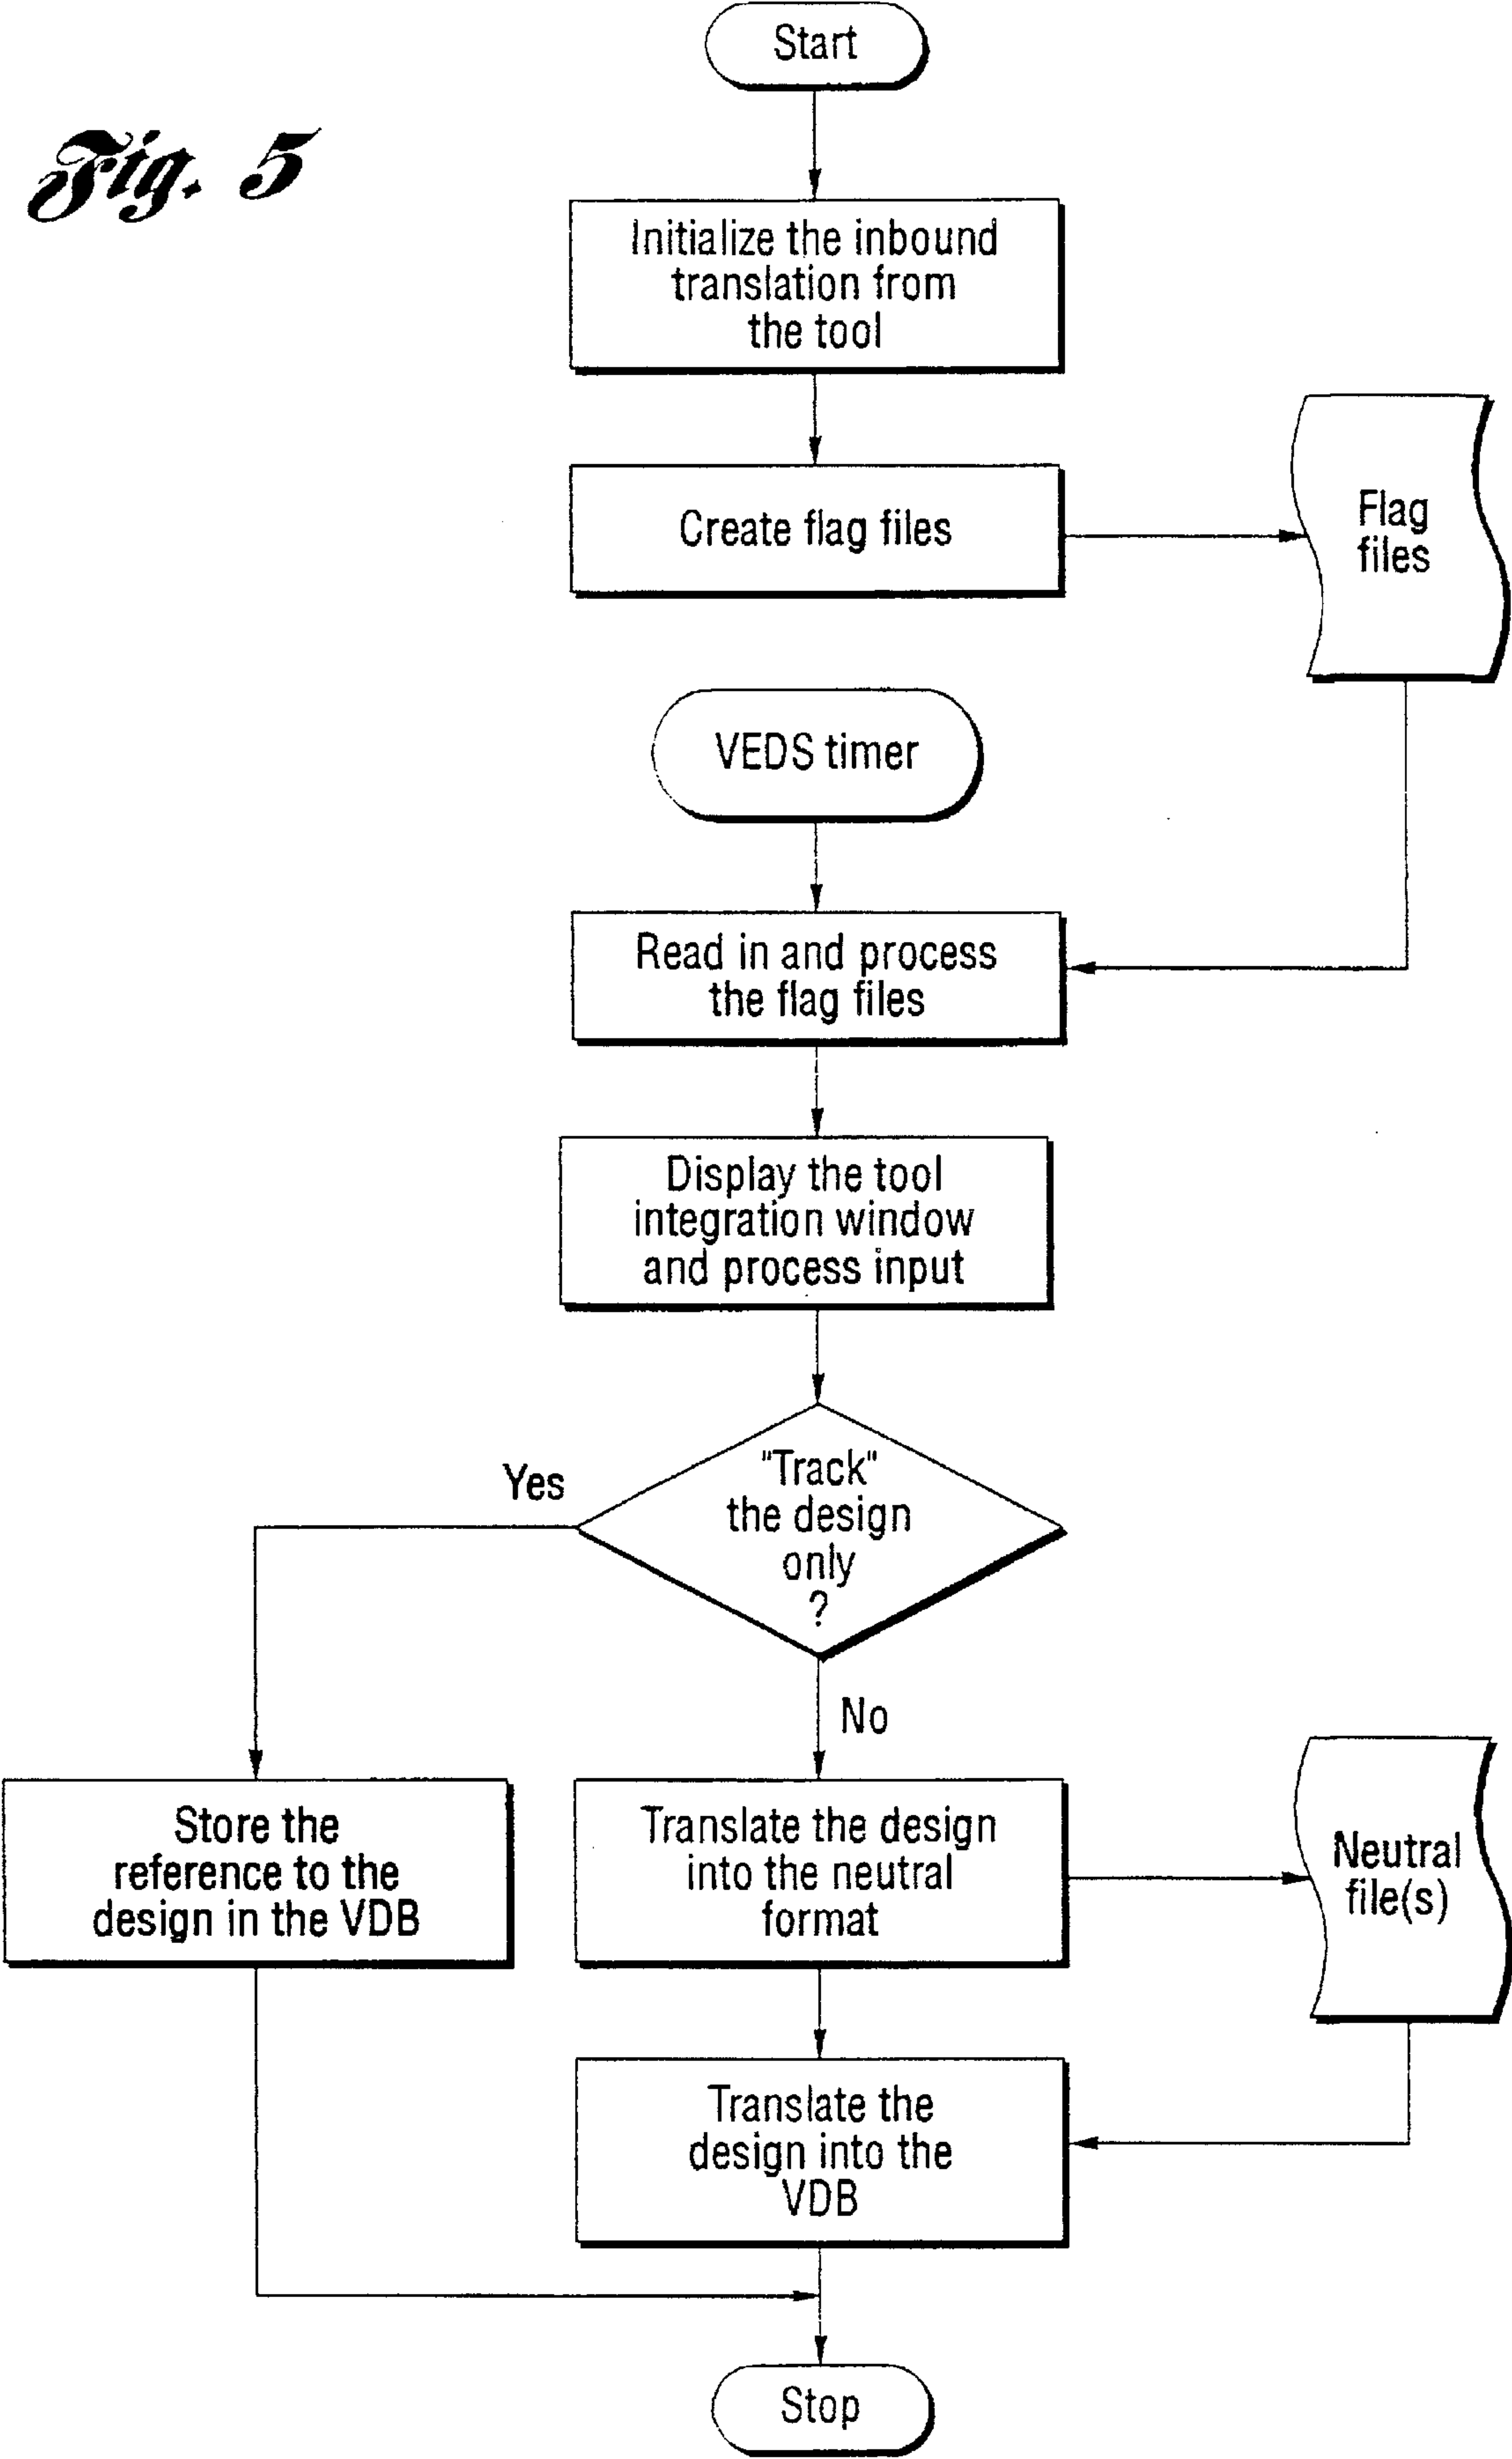 Start
Fig. 5
Initialize the inbound
translation from
the tool
Create flag files
Flag
files
VEDS timer
Read in and process
the flag files
Display the tool
integration window
and process input
"Track"
the design
only
?
Yes
No
Store the
reference to the
design in the VDB
Translate the design
into the neutral
format
Neutral
file(s)
Translate the
design into the
VDB
Stop